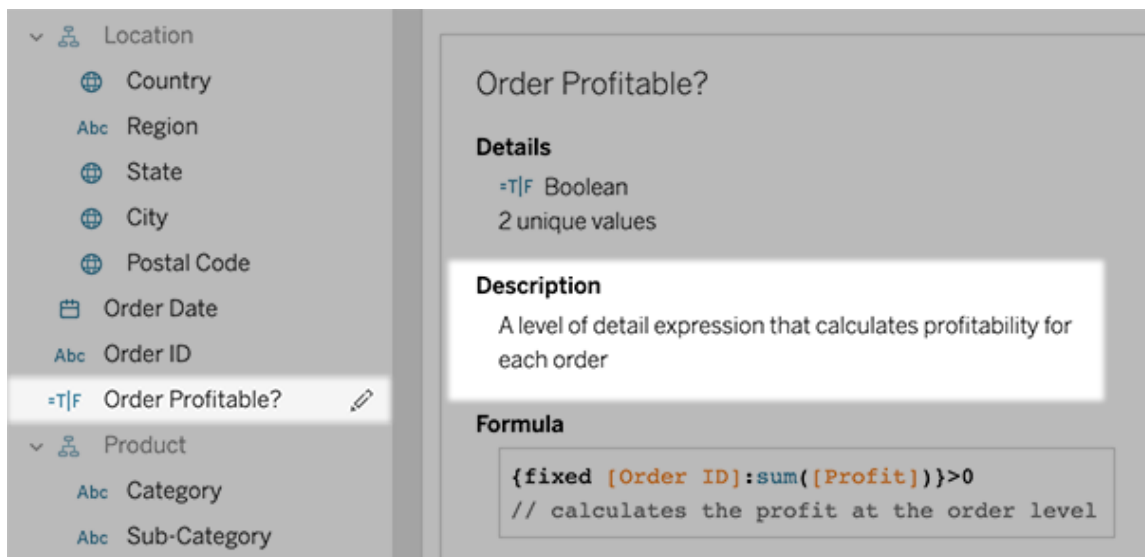 Location
Country
Abc Region
State
City
Postal Code
Order Date
Abc Order ID
=T|F Order Profitable?
Product
Abc Category
Abc Sub-Category
Order Profitable?
Details
=T|F Boolean
2 unique values
Description
A level of detail expression that calculates profitability for
each order
Formula
{fixed [Order ID]:sum([Profit])}>0
// calculates the profit at the order level